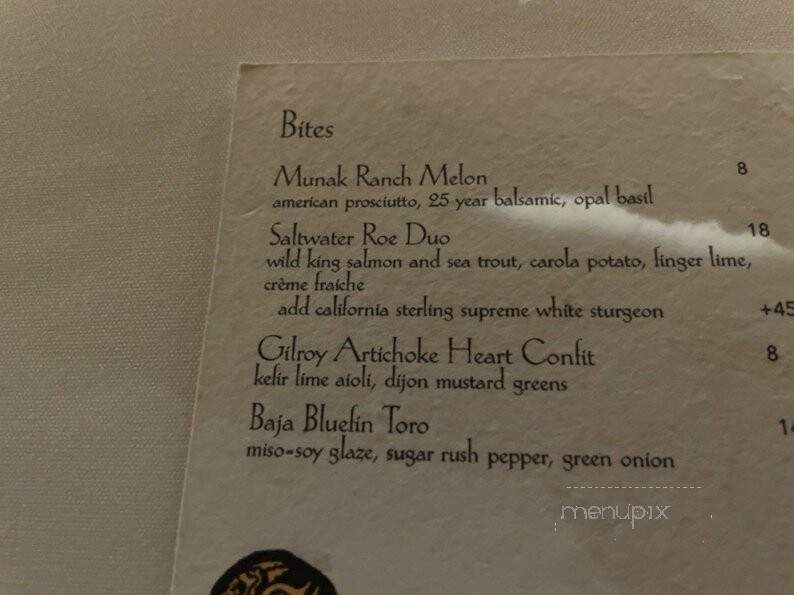 Bites
Munak Ranch Melon 8
american prosciutto, 25 year balsamic, opal basil
Saltwater Roe Duo 18
wild king salmon and sea trout, carola potato, finger lime,
crème fraiche
add california sterling supreme white sturgeon +45
Gilroy Artichoke Heart Confit 8
kefir lime aioli, dijon mustard greens
Baja Bluefin Toro
miso-soy glaze, sugar rush pepper, green onion
menupix